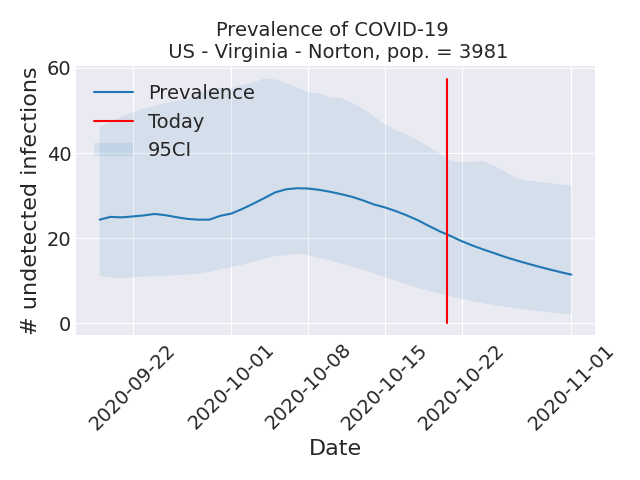 Prevalence of COVID-19
US - Virginia - Norton, pop. = 3981
# undetected infections
60
40
20
0
Prevalence
Today
95CI
2020-09-22
2020-10-01
2020-10-08
2020-10-15
2020-10-22
2020-11-01
Date